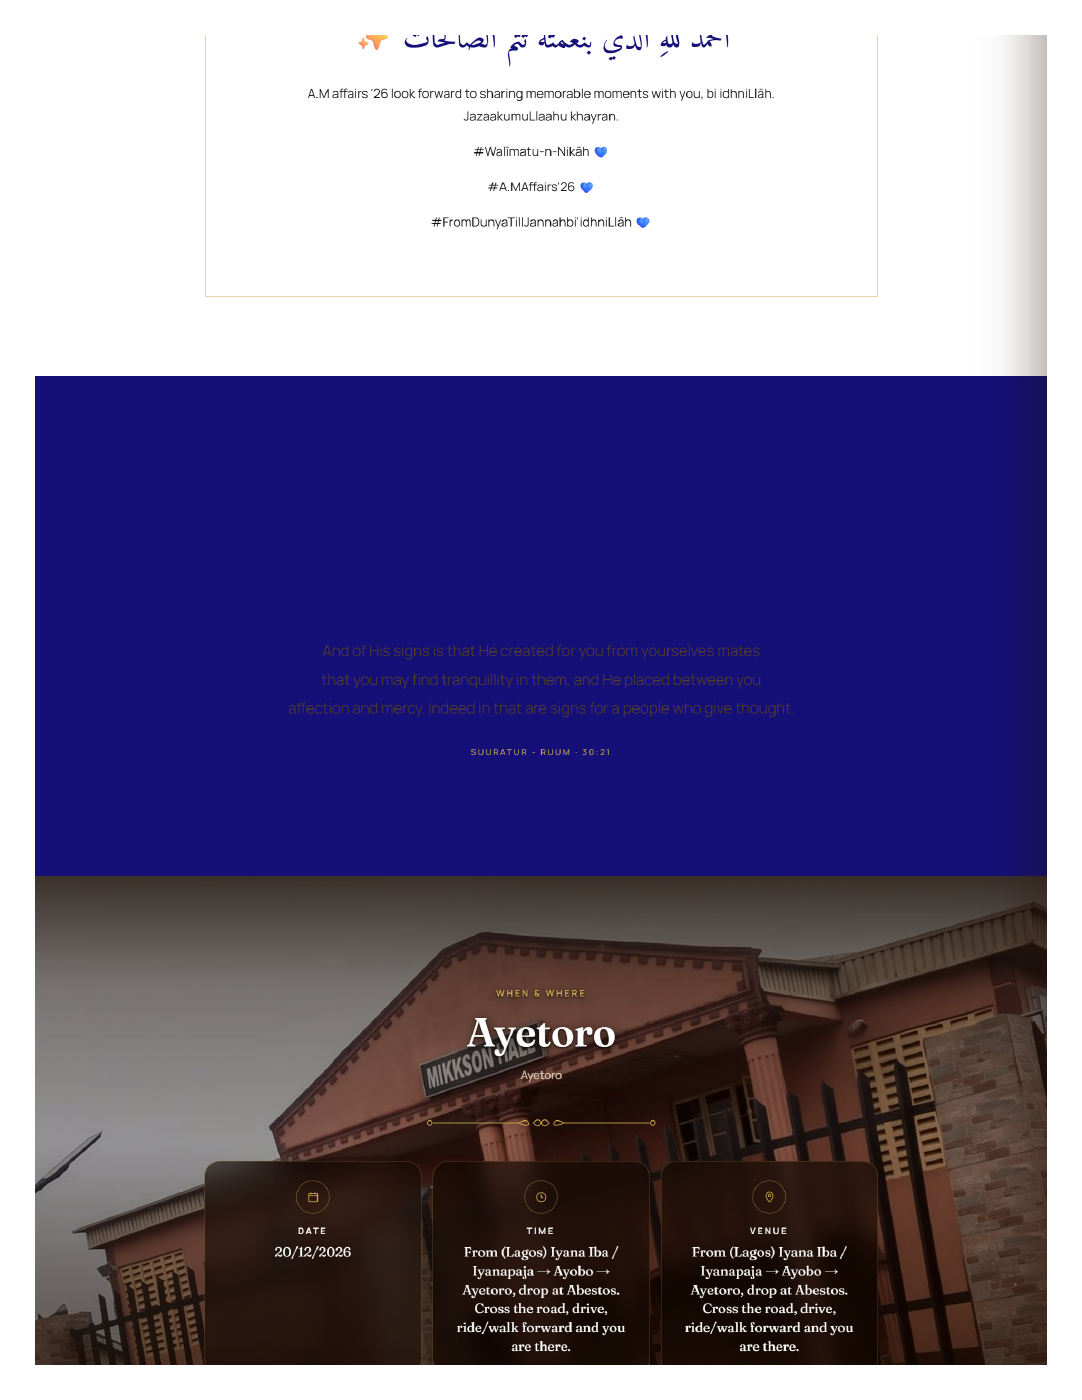 الحمد للهِ الذي بنعمته تتم الصالحات ✨
A.M affairs '26 look forward to sharing memorable moments with you, bi idhniLlāh.
JazaakumuLlaahu khayran.
#Walīmatu-n-Nikāh 💙
#A.MAffairs'26 💙
#FromDunyaTillJannahbi'idhniLlāh 💙
And of His signs is that He created for you from yourselves mates
that you may find tranquillity in them, and He placed between you
affection and mercy. Indeed in that are signs for a people who give thought.
SUURATUR - RUUM · 30:21
WHEN & WHERE
Ayetoro
MIKKSON HALL
Ayetoro
DATE
20/12/2026
TIME
From (Lagos) Iyana Iba /
Iyanapaja → Ayobo →
Ayetoro, drop at Abestos.
Cross the road, drive,
ride/walk forward and you
are there.
VENUE
From (Lagos) Iyana Iba /
Iyanapaja → Ayobo →
Ayetoro, drop at Abestos.
Cross the road, drive,
ride/walk forward and you
are there.